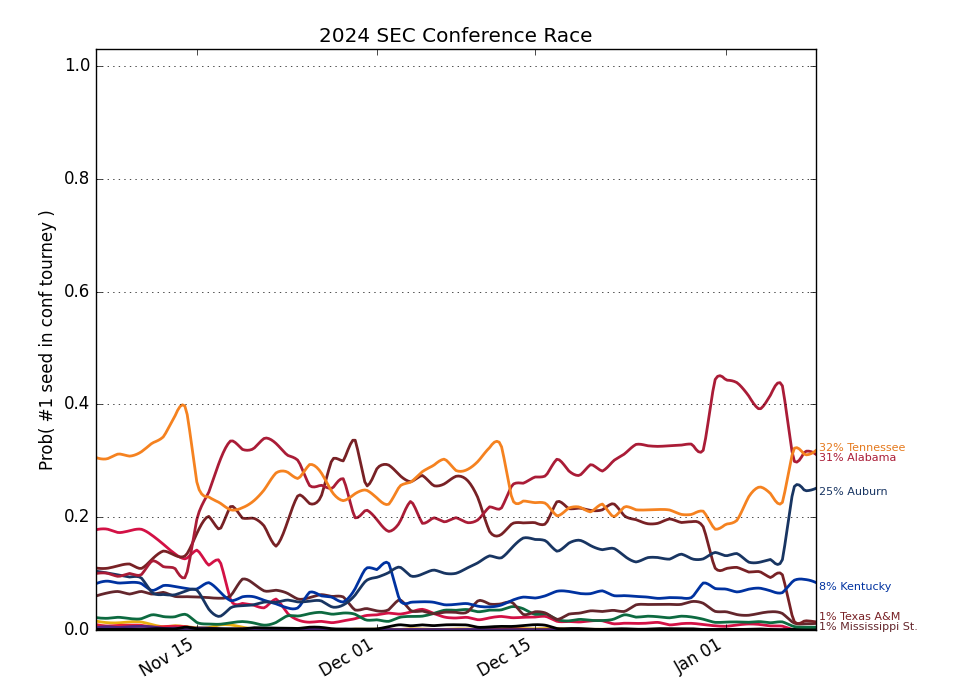 2024 SEC Conference Race
Prob( #1 seed in conf tourney )
1.0
0.8
0.6
0.4
0.2
0.0
Nov 15
Dec 01
Dec 15
Jan 01
32% Tennessee
31% Alabama
25% Auburn
8% Kentucky
1% Texas A&M
1% Mississippi St.